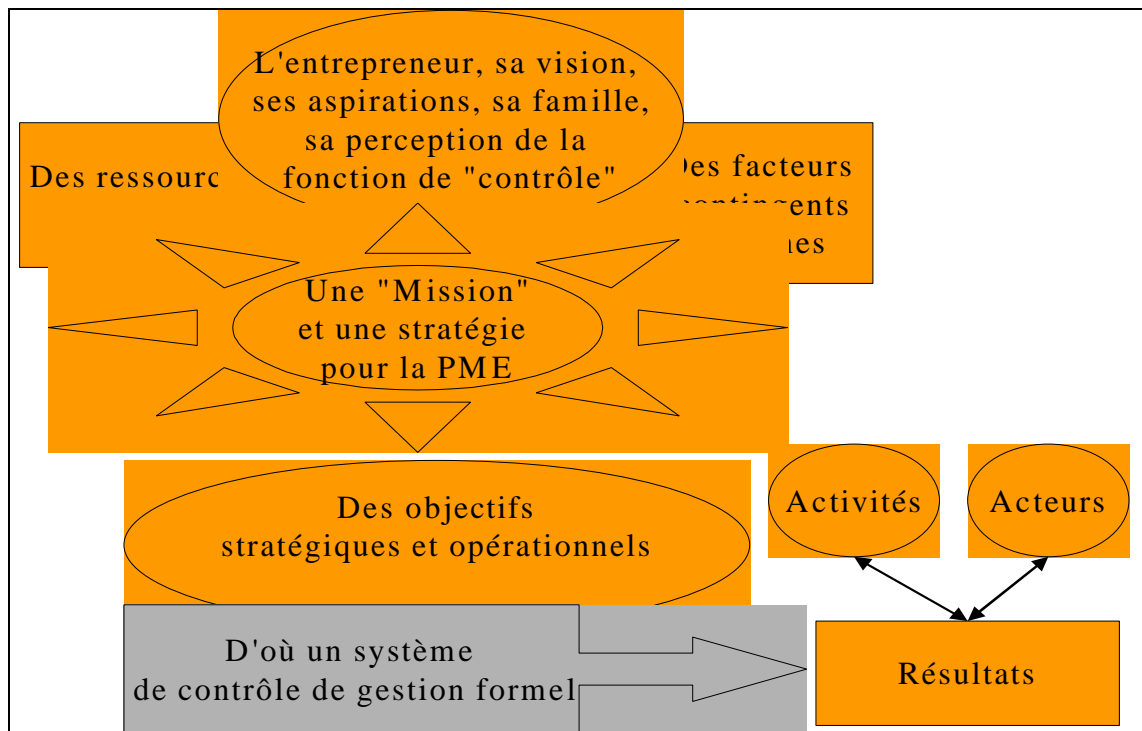 L'entrepreneur, sa vision,
ses aspirations, sa famille,
sa perception de la
fonction de "contrôle"
Des
Des facteurs
Une "Mission"
et une stratégie
pour la PME
Des objectifs
stratégiques et opérationnels
Activités
Acteurs
D'où un système
de contrôle de gestion formel
Résultats